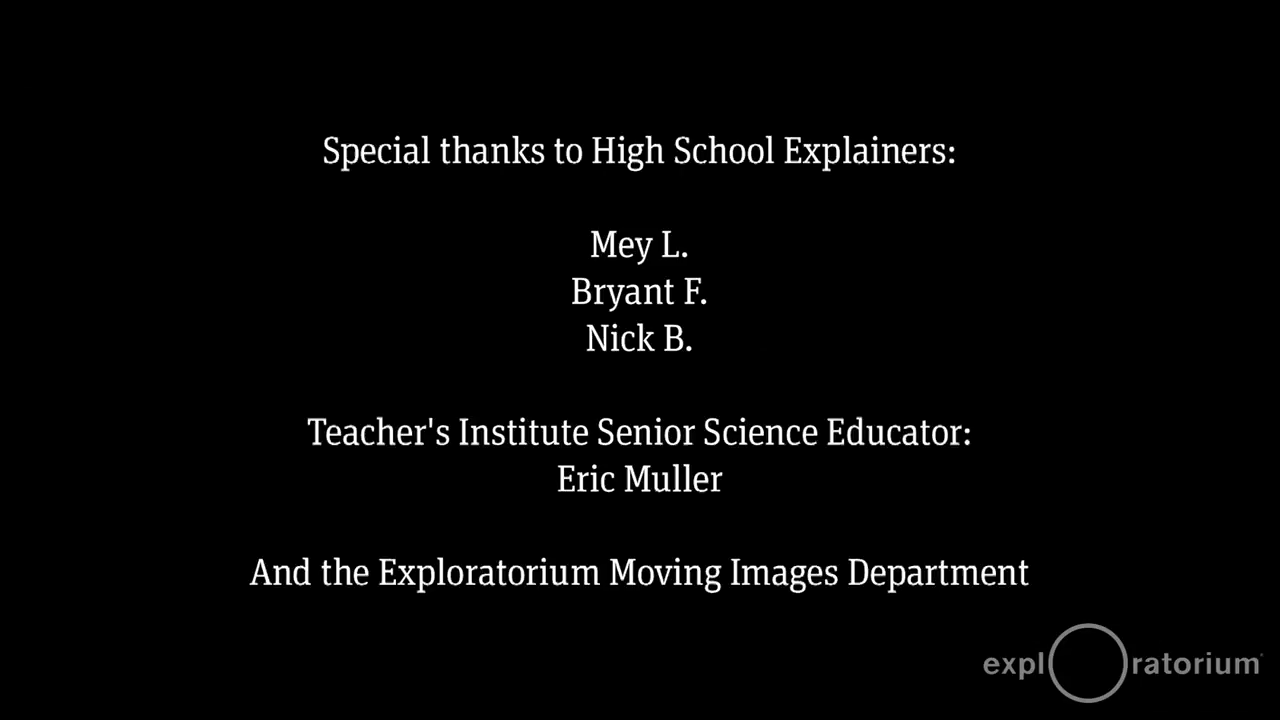 Special thanks to High School Explainers:
Mey L.
Bryant F.
Nick B.
Teacher's Institute Senior Science Educator:
Eric Muller
And the Exploratorium Moving Images Department
exploratorium